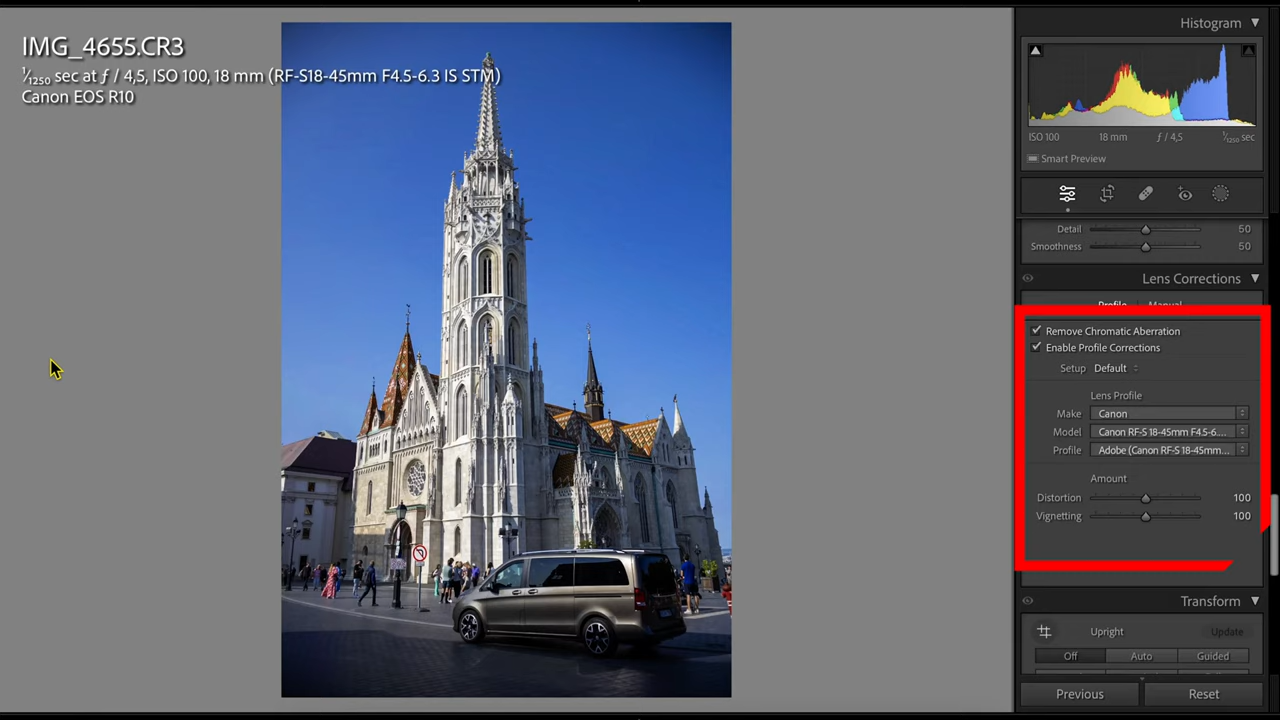 IMG_4655.CR3
1/1250 sec at ƒ / 4,5, ISO 100, 18 mm (RF-S18-45mm F4.5-6.3 IS STM)
Canon EOS R10
Histogram
ISO 100 18 mm ƒ / 4,5 1/1250 sec
Smart Preview
Detail 50
Smoothness 50
Lens Corrections
Profile Manual
Remove Chromatic Aberration
Enable Profile Corrections
Setup Default
Lens Profile
Make Canon
Model Canon RF-S 18-45mm F4.5-6....
Profile Adobe (Canon RF-S 18-45mm...
Amount
Distortion 100
Vignetting 100
Transform
Upright Update
Off Auto Guided
Previous Reset